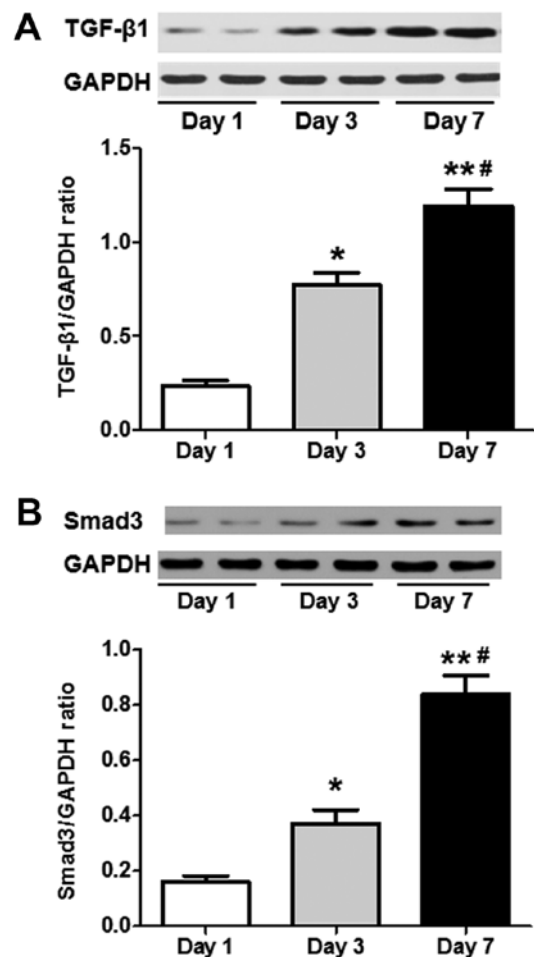 A
TGF-β1
GAPDH
Day 1 Day 3 Day 7
TGF-β1/GAPDH ratio
1.5
1.0
0.5
0.0
*
**#
Day 1 Day 3 Day 7
B
Smad3
GAPDH
Day 1 Day 3 Day 7
Smad3/GAPDH ratio
1.0
0.8
0.6
0.4
0.2
0.0
*
**#
Day 1 Day 3 Day 7